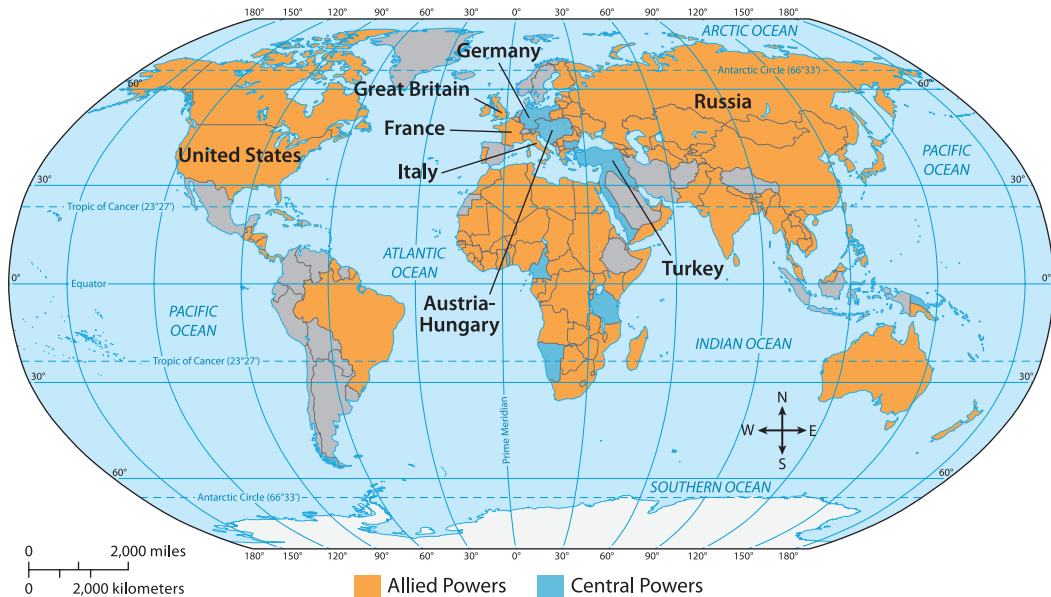 180° 150° 120° 90° 60° 30° 0° 30° 60° 90° 120° 150° 180°
ARCTIC OCEAN
Germany
Antarctic Circle (66°33')
60°
60°
Great Britain
Russia
France
United States
PACIFIC
OCEAN
Italy
30°
30°
Tropic of Cancer (23°27')
ATLANTIC
OCEAN
Turkey
0°
Equator
0°
Austria-
Hungary
PACIFIC
OCEAN
INDIAN OCEAN
Tropic of Cancer (23°27')
30°
30°
Prime Meridian
N
W E
S
60°
60°
SOUTHERN OCEAN
Antarctic Circle (66°33')
180° 150° 120° 90° 60° 30° 0° 30° 60° 90° 120° 150° 180°
0 2,000 miles
0 2,000 kilometers
Allied Powers
Central Powers